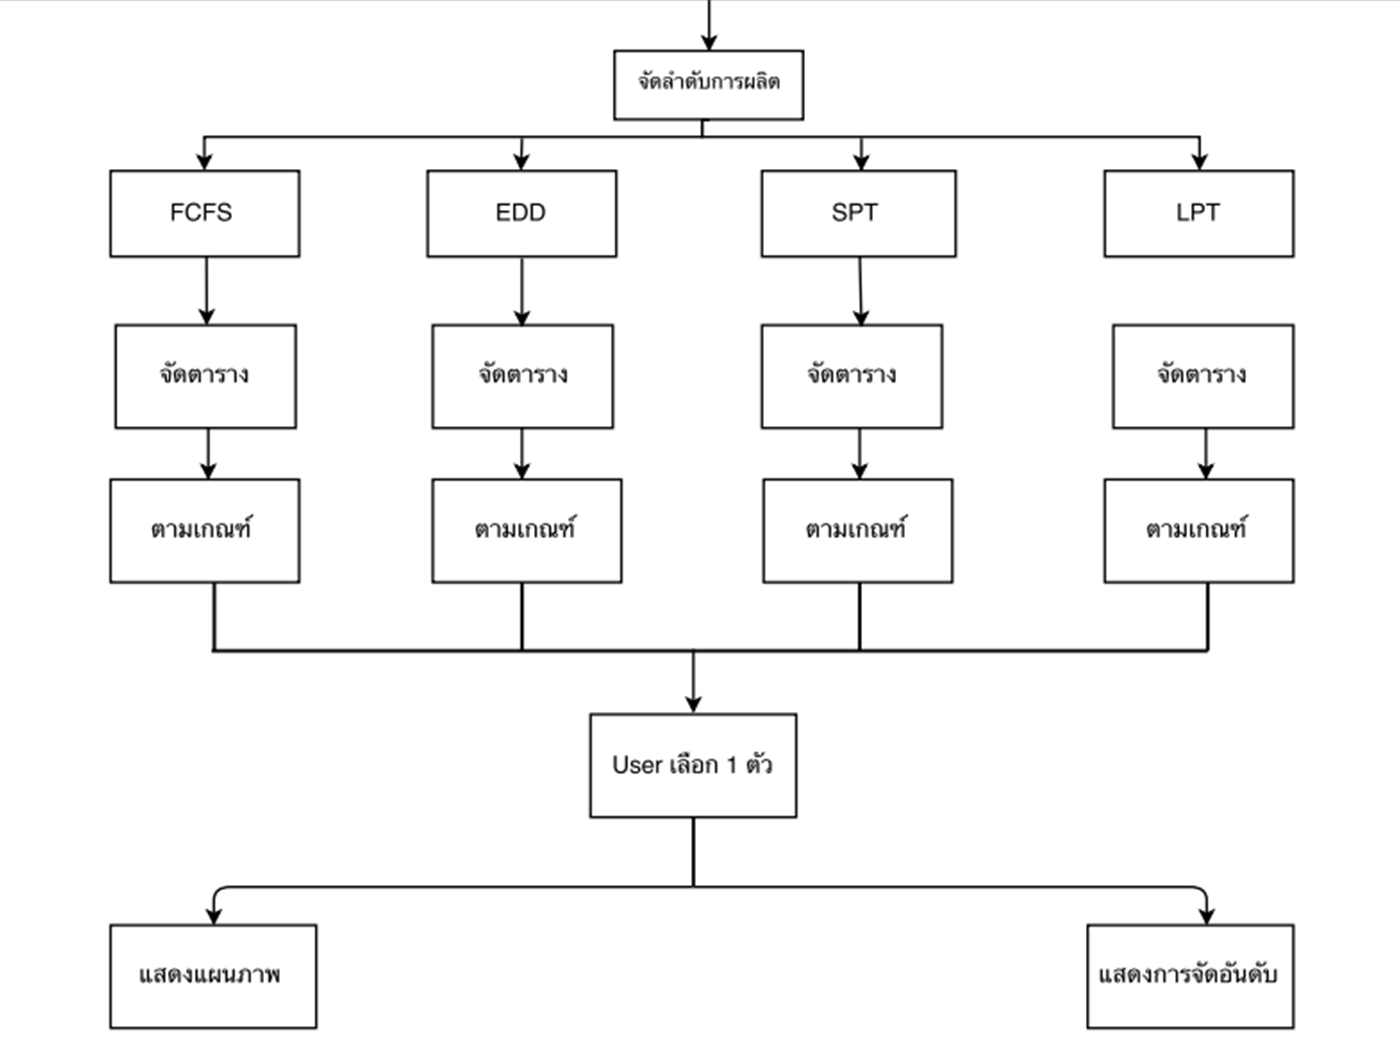 จัดลำดับการผลิต
FCFS
EDD
SPT
LPT
จัดตาราง
จัดตาราง
จัดตาราง
จัดตาราง
ตามเกณฑ์
ตามเกณฑ์
ตามเกณฑ์
ตามเกณฑ์
User เลือก 1 ตัว
แสดงแผนภาพ
แสดงการจัดอันดับ